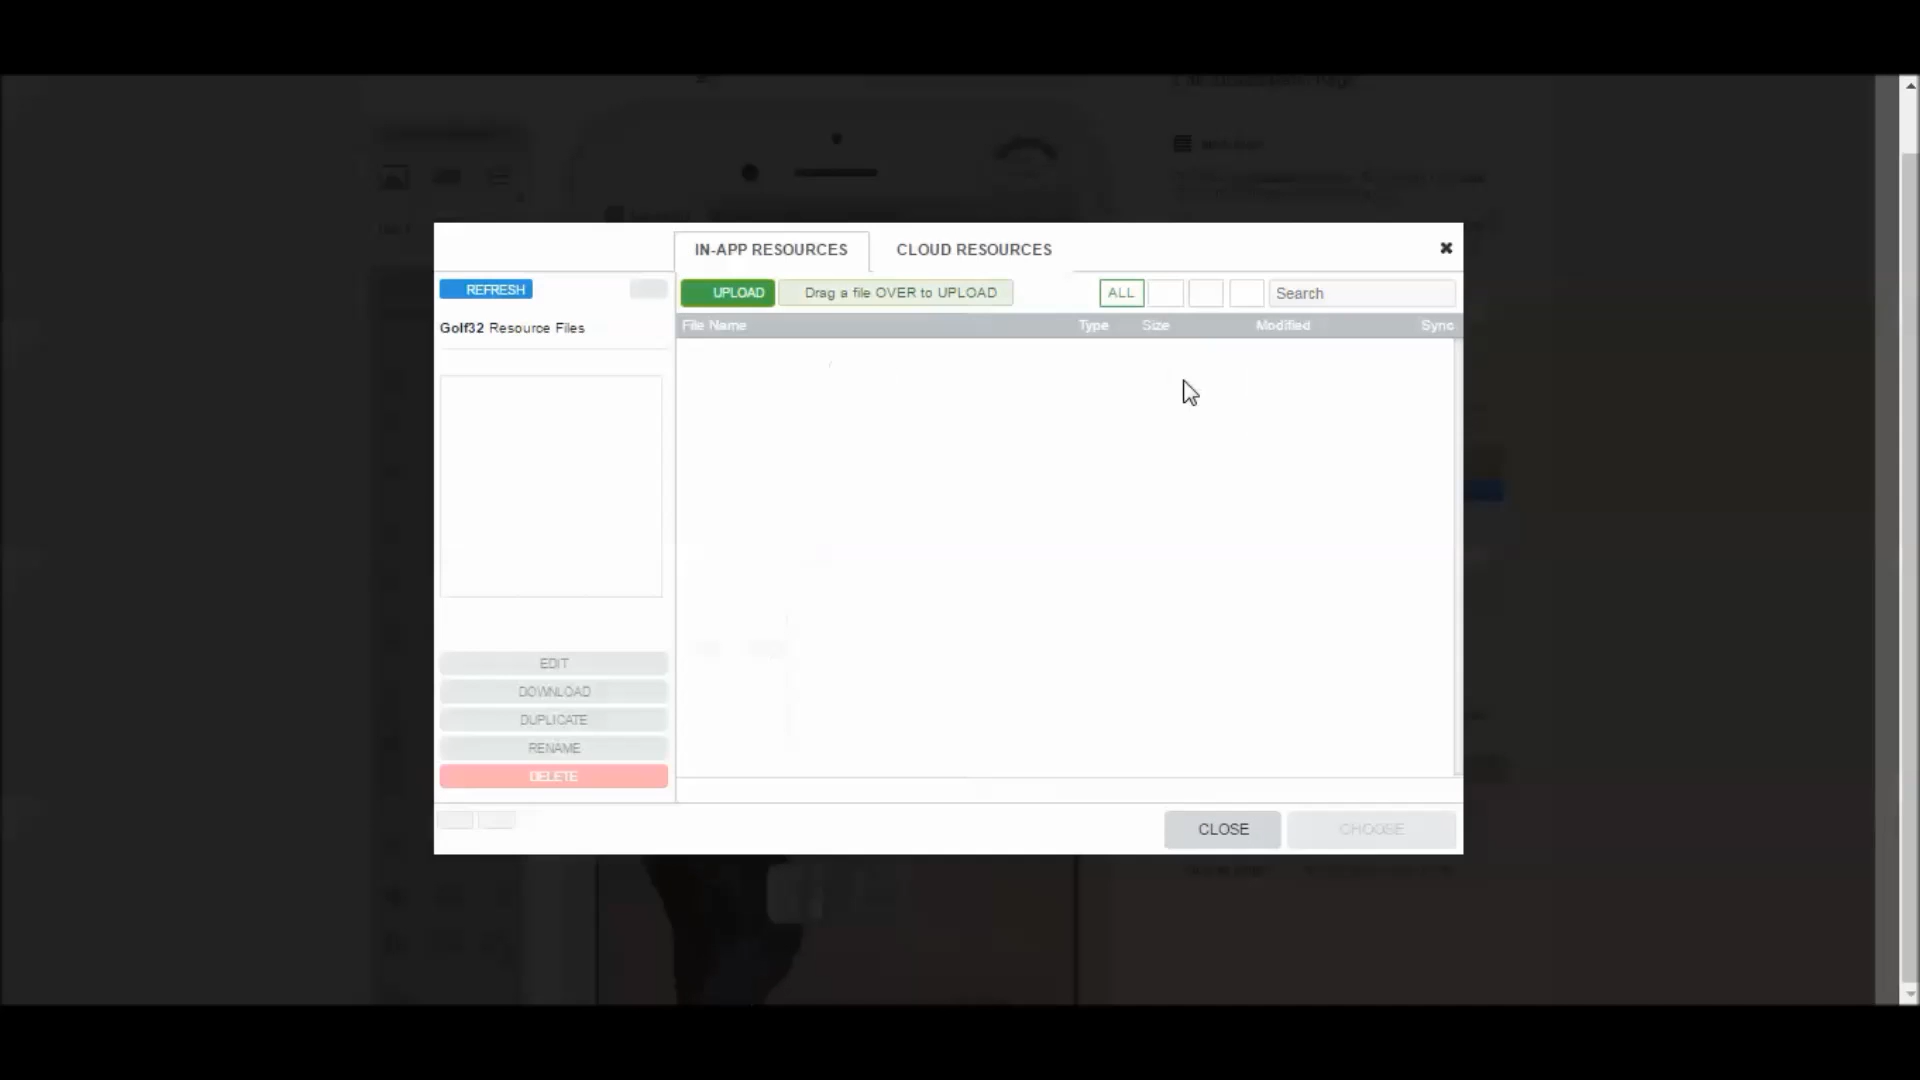 IN-APP RESOURCES
CLOUD RESOURCES
REFRESH
UPLOAD
Drag a file OVER to UPLOAD
ALL
Search
Golf32 Resource Files
File Name
Type
Size
Modified
Sync
EDIT
DOWNLOAD
DUPLICATE
RENAME
DELETE
CLOSE
CHOOSE